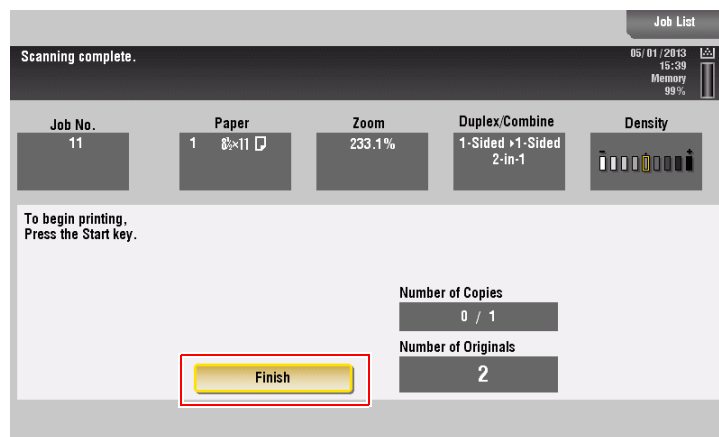 Job List
Scanning complete.
05/01/2013
15:39
Memory
99%
Job No.
11
Paper
1 8½×11
Zoom
233.1%
Duplex/Combine
1-Sided ▸1-Sided
2-in-1
Density
- +
To begin printing,
Press the Start key.
Number of Copies
0 / 1
Number of Originals
2
Finish